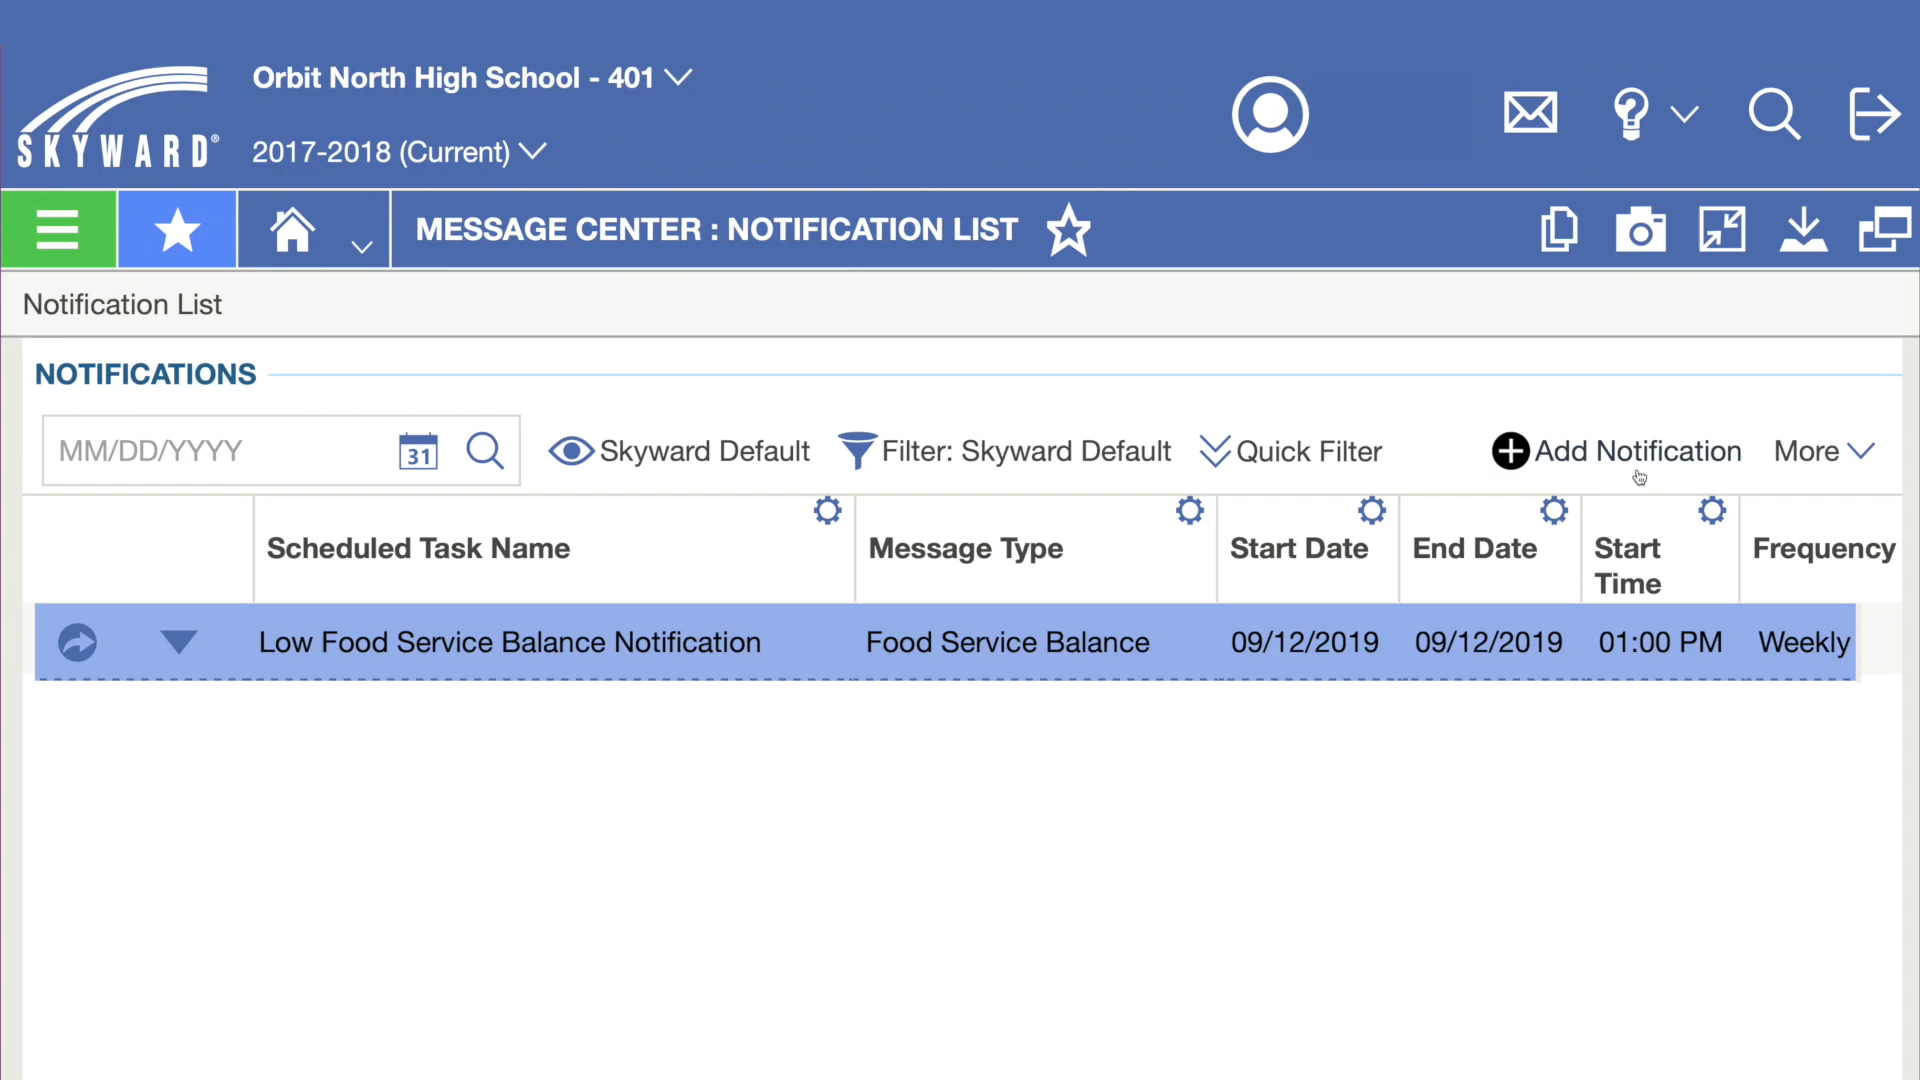 Orbit North High School - 401
SKYWARD®
2017-2018 (Current)
MESSAGE CENTER : NOTIFICATION LIST
Notification List
NOTIFICATIONS
MM/DD/YYYY 31 Skyward Default Filter: Skyward Default Quick Filter Add Notification More
Scheduled Task Name Message Type Start Date End Date Start Time Frequency
Low Food Service Balance Notification Food Service Balance 09/12/2019 09/12/2019 01:00 PM Weekly